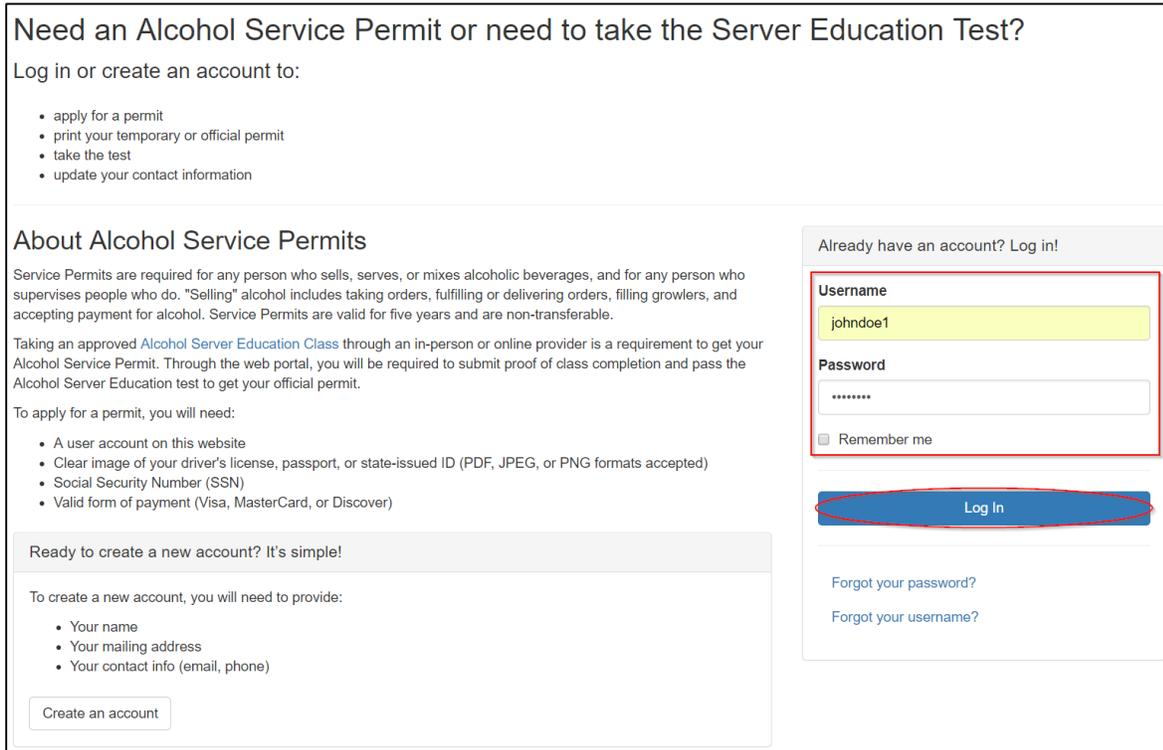 Need an Alcohol Service Permit or need to take the Server Education Test?
Log in or create an account to:
• apply for a permit
• print your temporary or official permit
• take the test
• update your contact information
About Alcohol Service Permits
Service Permits are required for any person who sells, serves, or mixes alcoholic beverages, and for any person who
supervises people who do. "Selling" alcohol includes taking orders, fulfilling or delivering orders, filling growlers, and
accepting payment for alcohol. Service Permits are valid for five years and are non-transferable.
Taking an approved Alcohol Server Education Class through an in-person or online provider is a requirement to get your
Alcohol Service Permit. Through the web portal, you will be required to submit proof of class completion and pass the
Alcohol Server Education test to get your official permit.
To apply for a permit, you will need:
• A user account on this website
• Clear image of your driver's license, passport, or state-issued ID (PDF, JPEG, or PNG formats accepted)
• Social Security Number (SSN)
• Valid form of payment (Visa, MasterCard, or Discover)
Ready to create a new account? It's simple!
To create a new account, you will need to provide:
• Your name
• Your mailing address
• Your contact info (email, phone)
Create an account
Already have an account? Log in!
Username
johndoe1
Password
••••••••
Remember me
Log In
Forgot your password?
Forgot your username?